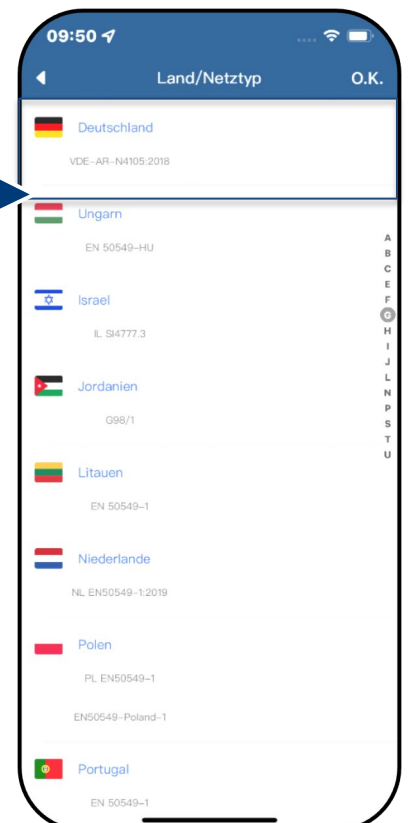 09:50
Land/Netztyp
O.K.
Deutschland
VDE-AR-N4105:2018
Ungarn
EN 50549-HU
Israel
IL SI4777.3
Jordanien
G98/1
Litauen
EN 50549-1
Niederlande
NL EN50549-1:2019
Polen
PL EN50549-1
EN50549-Poland-1
Portugal
EN 50549-1
A
B
C
E
F
G
H
I
J
L
N
P
S
T
U